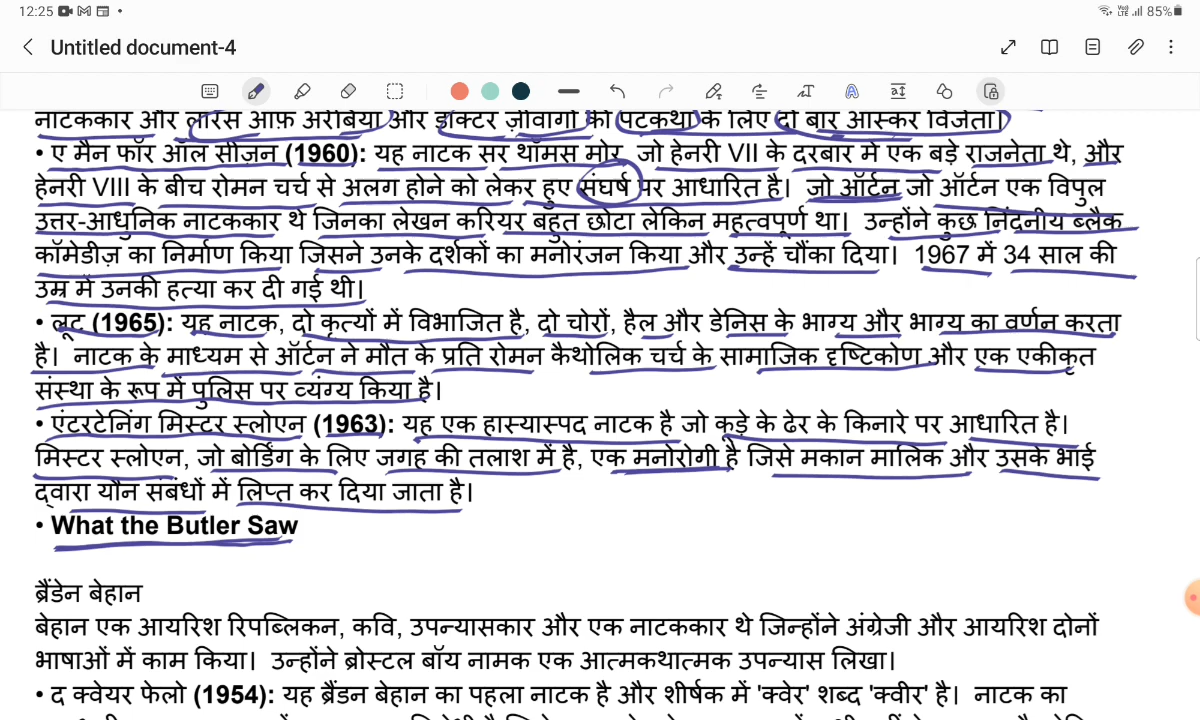 12:25 85%
Untitled document-4
नाटककार और लॉरेंस ऑफ़ अरेबिया और डॉक्टर ज़ीवागो की पटकथा के लिए दो बार ऑस्कर विजेता।
• ए मैन फॉर ऑल सीज़न (1960): यह नाटक सर थॉमस मोर, जो हेनरी VII के दरबार में एक बड़े राजनेता थे, और
हेनरी VIII के बीच रोमन चर्च से अलग होने को लेकर हुए संघर्ष पर आधारित है। जो ऑर्टन जो ऑर्टन एक विपुल
उत्तर-आधुनिक नाटककार थे जिनका लेखन करियर बहुत छोटा लेकिन महत्वपूर्ण था। उन्होंने कुछ निंदनीय ब्लैक
कॉमेडीज़ का निर्माण किया जिसने उनके दर्शकों का मनोरंजन किया और उन्हें चौंका दिया। 1967 में 34 साल की
उम्र में उनकी हत्या कर दी गई थी।
• लूट (1965): यह नाटक, दो कृत्यों में विभाजित है, दो चोरों, हैल और डेनिस के भाग्य और भाग्य का वर्णन करता
है। नाटक के माध्यम से ऑर्टन ने मौत के प्रति रोमन कैथोलिक चर्च के सामाजिक दृष्टिकोण और एक एकीकृत
संस्था के रूप में पुलिस पर व्यंग्य किया है।
• एंटरटेनिंग मिस्टर स्लोएन (1963): यह एक हास्यास्पद नाटक है जो कूड़े के ढेर के किनारे पर आधारित है।
मिस्टर स्लोएन, जो बोर्डिंग के लिए जगह की तलाश में है, एक मनोरोगी है जिसे मकान मालिक और उसके भाई
द्वारा यौन संबंधों में लिप्त कर दिया जाता है।
• What the Butler Saw
ब्रैंडेन बेहान
बेहान एक आयरिश रिपब्लिकन, कवि, उपन्यासकार और एक नाटककार थे जिन्होंने अंग्रेजी और आयरिश दोनों
भाषाओं में काम किया। उन्होंने ब्रोस्टल बॉय नामक एक आत्मकथात्मक उपन्यास लिखा।
• द क्वेयर फेलो (1954): यह ब्रैंडन बेहान का पहला नाटक है और शीर्षक में 'क्वेर' शब्द 'क्वीर' है। नाटक का